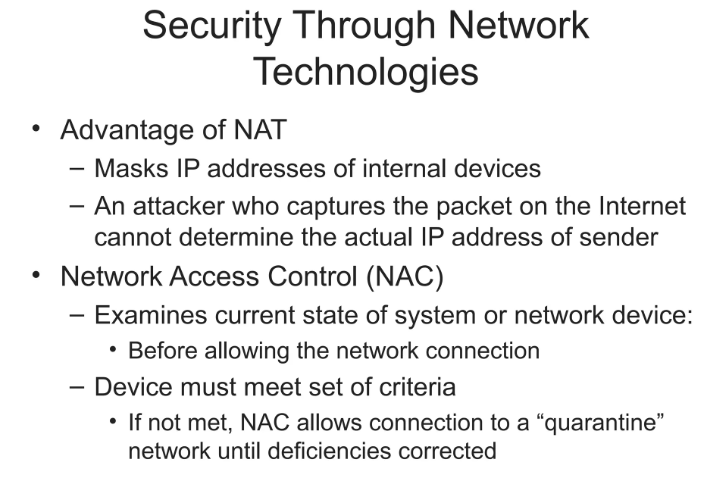 Security Through Network
Technologies
• Advantage of NAT
– Masks IP addresses of internal devices
– An attacker who captures the packet on the Internet
cannot determine the actual IP address of sender
• Network Access Control (NAC)
– Examines current state of system or network device:
• Before allowing the network connection
– Device must meet set of criteria
• If not met, NAC allows connection to a “quarantine”
network until deficiencies corrected